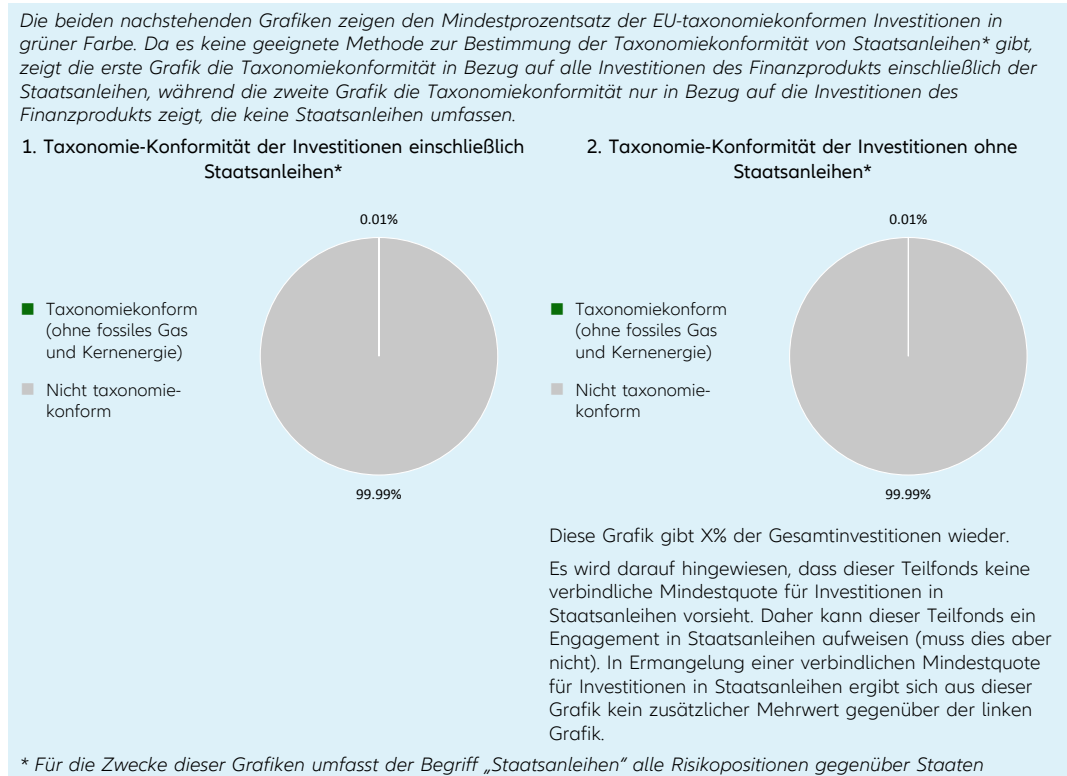 Die beiden nachstehenden Grafiken zeigen den Mindestprozentsatz der EU-taxonomiekonformen Investitionen in
grüner Farbe. Da es keine geeignete Methode zur Bestimmung der Taxonomiekonformität von Staatsanleihen* gibt,
zeigt die erste Grafik die Taxonomiekonformität in Bezug auf alle Investitionen des Finanzprodukts einschließlich der
Staatsanleihen, während die zweite Grafik die Taxonomiekonformität nur in Bezug auf die Investitionen des
Finanzprodukts zeigt, die keine Staatsanleihen umfassen.
1. Taxonomie-Konformität der Investitionen einschließlich
Staatsanleihen*
0.01%
Taxonomiekonform
(ohne fossiles Gas
und Kernenergie)
Nicht taxonomie-
konform
99.99%
2. Taxonomie-Konformität der Investitionen ohne
Staatsanleihen*
0.01%
Taxonomiekonform
(ohne fossiles Gas
und Kernenergie)
Nicht taxonomie-
konform
99.99%
Diese Grafik gibt X% der Gesamtinvestitionen wieder.
Es wird darauf hingewiesen, dass dieser Teilfonds keine
verbindliche Mindestquote für Investitionen in
Staatsanleihen vorsieht. Daher kann dieser Teilfonds ein
Engagement in Staatsanleihen aufweisen (muss dies aber
nicht). In Ermangelung einer verbindlichen Mindestquote
für Investitionen in Staatsanleihen ergibt sich aus dieser
Grafik kein zusätzlicher Mehrwert gegenüber der linken
Grafik.
* Für die Zwecke dieser Grafiken umfasst der Begriff „Staatsanleihen" alle Risikopositionen gegenüber Staaten